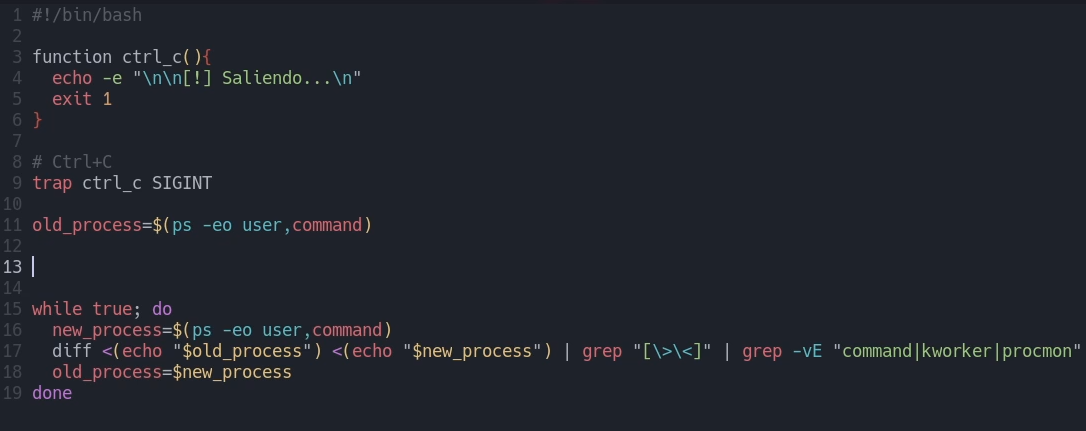 1 #!/bin/bash
2
3 function ctrl_c(){
4   echo -e "\n\n[!] Saliendo...\n"
5   exit 1
6 }
7
8 # Ctrl+C
9 trap ctrl_c SIGINT
10
11 old_process=$(ps -eo user,command)
12
13
14
15 while true; do
16   new_process=$(ps -eo user,command)
17   diff <(echo "$old_process") <(echo "$new_process") | grep "[\>\<]" | grep -vE "command|kworker|procmon"
18   old_process=$new_process
19 done